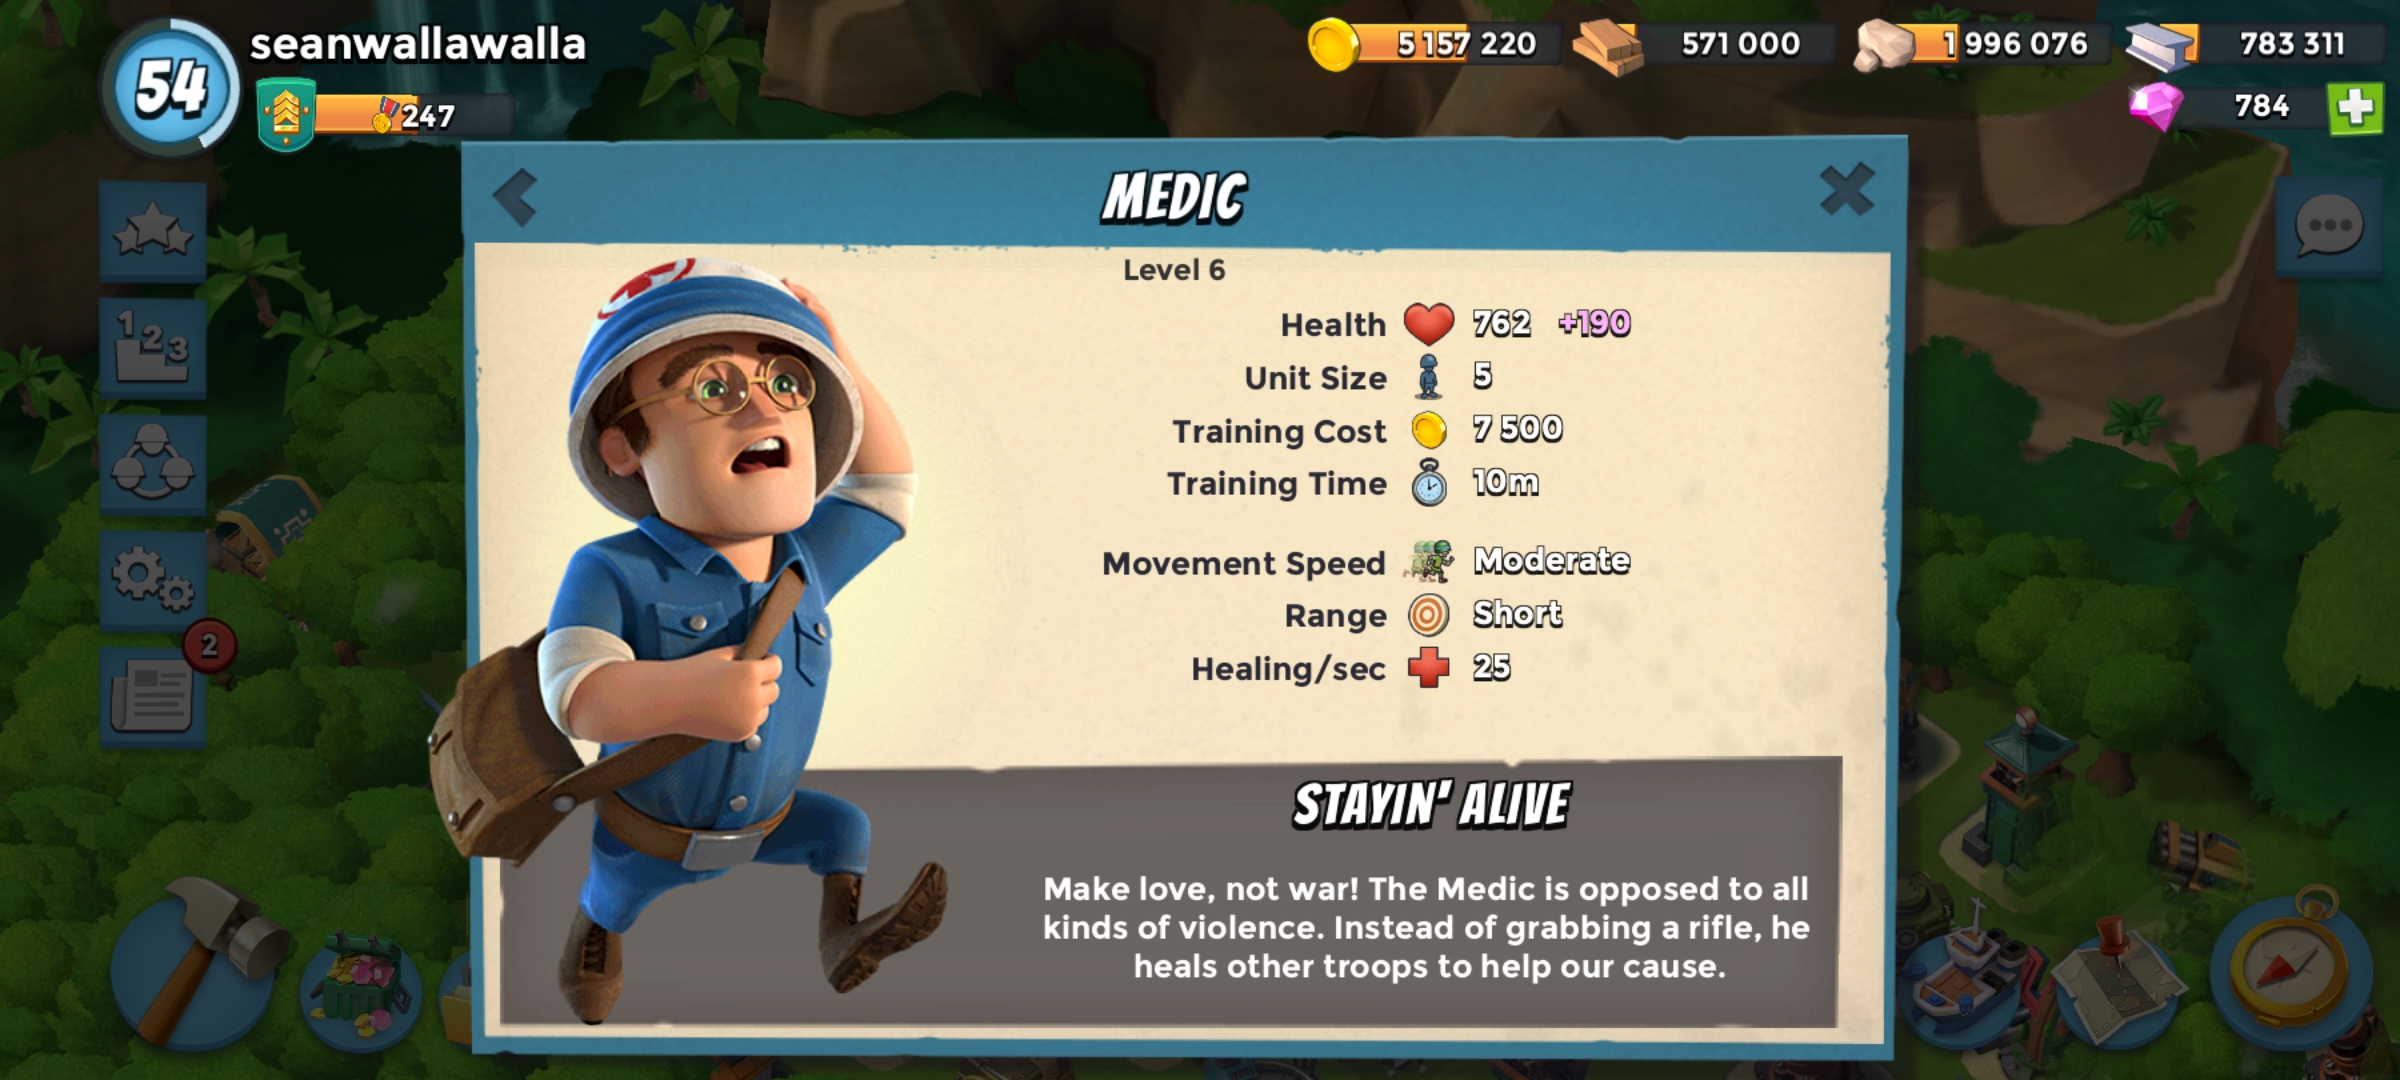 54
seanwallawalla
247
5 157 220
571 000
1 996 076
783 311
784
MEDIC
Level 6
Health 762 +190
Unit Size 5
Training Cost 7 500
Training Time 10m
Movement Speed Moderate
Range Short
Healing/sec 25
STAYIN' ALIVE
Make love, not war! The Medic is opposed to all
kinds of violence. Instead of grabbing a rifle, he
heals other troops to help our cause.
1 2 3
2